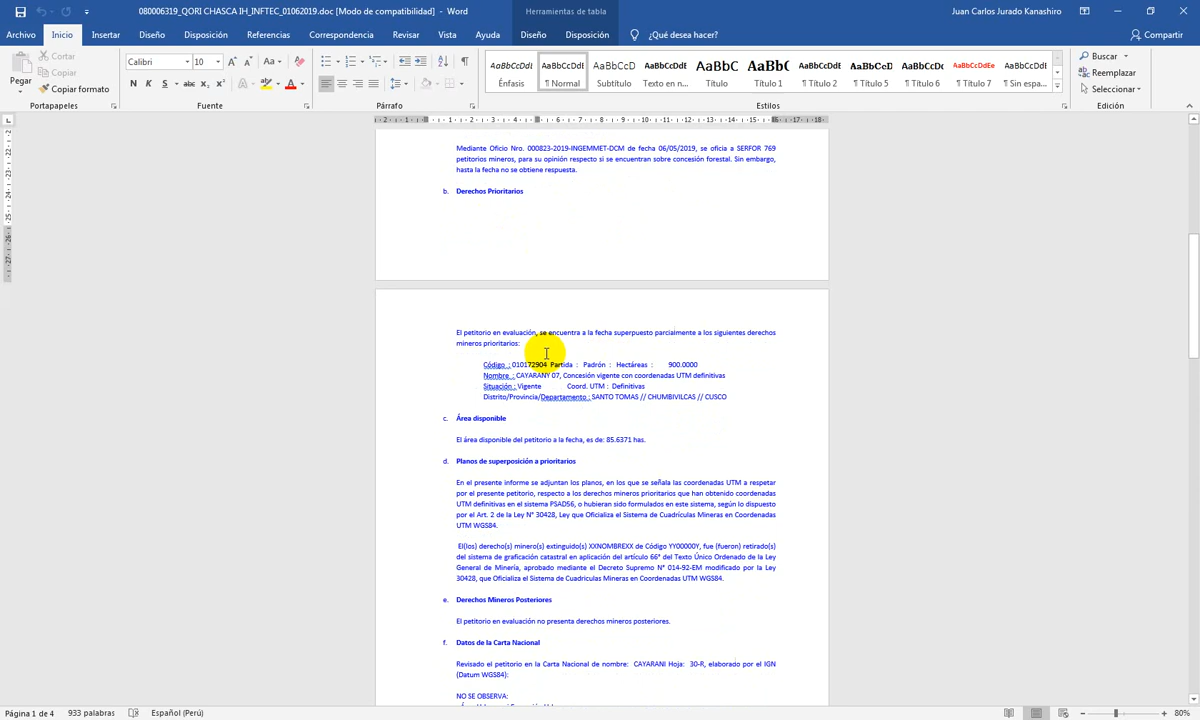 080006319_QORI CHASCA IH_INFTEC_01062019.doc [Modo de compatibilidad] - Word
Herramientas de tabla
Juan Carlos Jurado Kanashiro
Archivo Inicio Insertar Diseño Disposición Referencias Correspondencia Revisar Vista Ayuda Diseño Disposición ¿Qué desea hacer? Compartir
Pegar
Cortar
Copiar
Copiar formato
Portapapeles
Calibri 10
Fuente
Párrafo
AaBbCcDdE AaBbCcDdE AaBbCcD AaBbCcDdE AaBbC AaBbC AaBbCcDdE AaBbCcD AaBbCcDc AaBbCcDdEe AaBbCcDdE
Énfasis ¶ Normal Subtítulo Texto en n... Título ¶ Título 1 ¶ Título 2 ¶ Título 5 ¶ Título 6 ¶ Título 7 ¶ Sin espa...
Estilos
Buscar
Reemplazar
Seleccionar
Edición
Mediante Oficio Nro. 000823-2019-INGEMMET-DCM de fecha 06/05/2019, se oficia a SERFOR 769
petitorios mineros, para su opinión respecto si se encuentran sobre concesión forestal. Sin embargo,
hasta la fecha no se obtiene respuesta.
b. Derechos Prioritarios
El petitorio en evaluación, se encuentra a la fecha superpuesto parcialmente a los siguientes derechos
mineros prioritarios:
Código : 010172904 Partida : Padrón : Hectáreas : 900.0000
Nombre : CAYARANY 07, Concesión vigente con coordenadas UTM definitivas
Situación : Vigente Coord. UTM : Definitivas
Distrito/Provincia/Departamento : SANTO TOMAS // CHUMBIVILCAS // CUSCO
c. Área disponible
El área disponible del petitorio a la fecha, es de: 85.6371 has.
d. Planos de superposición a prioritarios
En el presente informe se adjuntan los planos, en los que se señala las coordenadas UTM a respetar
por el presente petitorio, respecto a los derechos mineros prioritarios que han obtenido coordenadas
UTM definitivas en el sistema PSAD56, o hubieran sido formulados en este sistema, según lo dispuesto
por el Art. 2 de la Ley N° 30428, Ley que Oficializa el Sistema de Cuadrículas Mineras en Coordenadas
UTM WGS84.
El(los) derecho(s) minero(s) extinguido(s) XXNOMBREXX de Código YY00000Y, fue (fueron) retirado(s)
del sistema de graficación catastral en aplicación del artículo 66° del Texto Único Ordenado de la Ley
General de Minería, aprobado mediante el Decreto Supremo N° 014-92-EM modificado por la Ley
30428, que Oficializa el Sistema de Cuadriculas Mineras en Coordenadas UTM WGS84.
e. Derechos Mineros Posteriores
El petitorio en evaluación no presenta derechos mineros posteriores.
f. Datos de la Carta Nacional
Revisado el petitorio en la Carta Nacional de nombre: CAYARANI Hoja: 30-R, elaborado por el IGN
(Datum WGS84):
NO SE OBSERVA:
Página 1 de 4 933 palabras Español (Perú) 80%